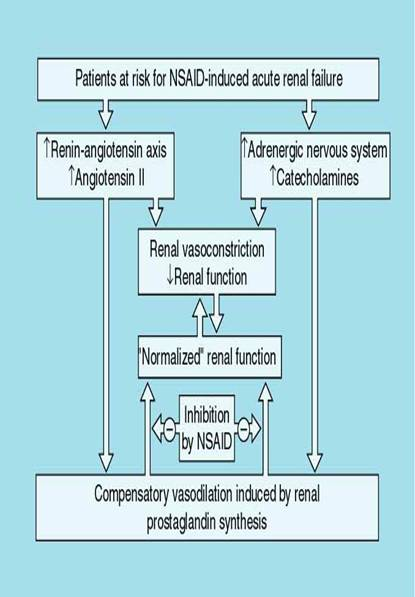 Patients at risk for NSAID-induced acute renal failure
↑Renin-angiotensin axis
↑Angiotensin II
↑Adrenergic nervous system
↑Catecholamines
Renal vasoconstriction
↓Renal function
"Normalized" renal function
Inhibition
by NSAID
Compensatory vasodilation induced by renal
prostaglandin synthesis